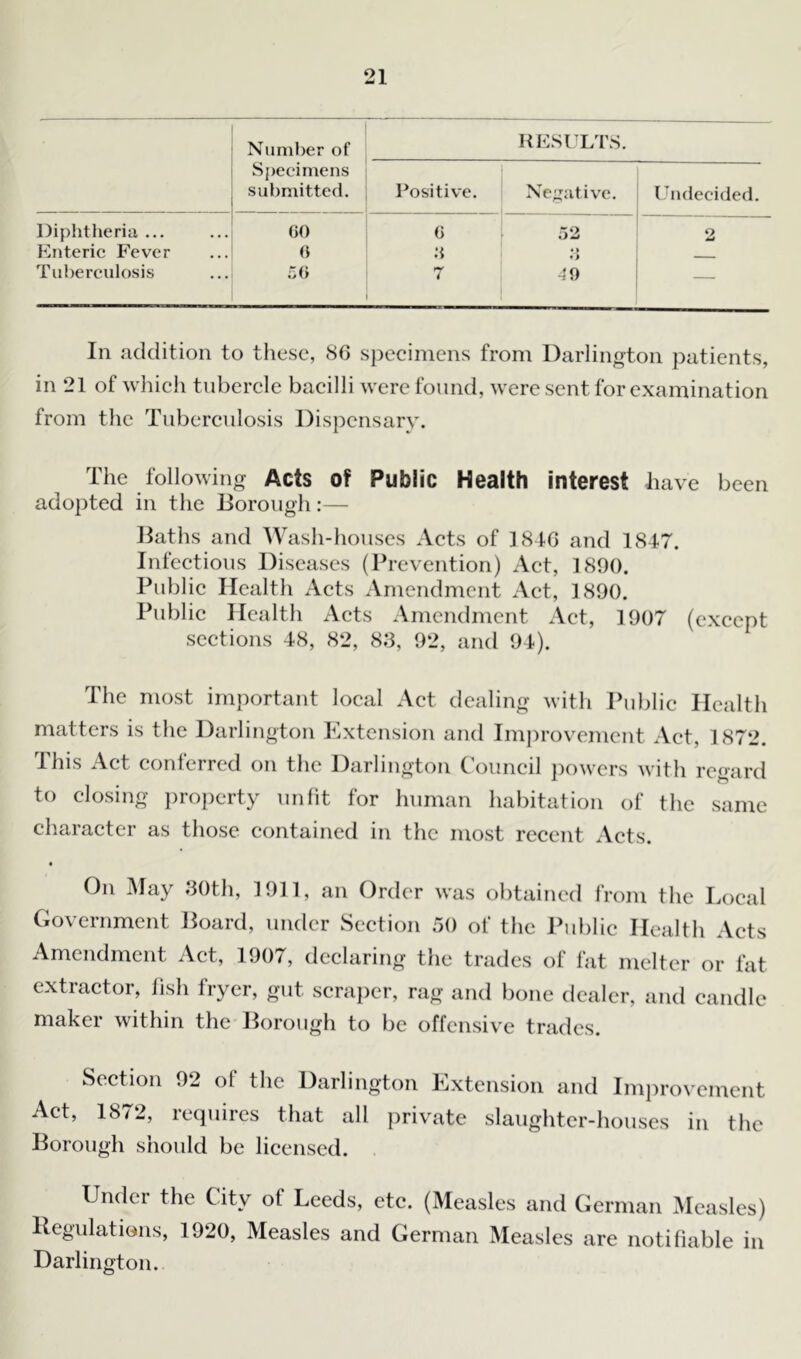 21
Number of Specimens submitted. RESULTS.
Positive. Negative. Undecided.
Diphtheria ... ... 60 6 52 2
Enteric Fever ... 6 3 3 —
Tuberculosis ... 56 7 49 —
In addition to these, 86 specimens from Darlington patients,
in 21 of which tubercle bacilli were found, were sent for examination
from the Tuberculosis Dispensary.
The following Acts of Public Health interest have been
adopted in the Borough:—
Baths and Wash-houses Acts of 1846 and 1847.
Infectious Diseases (Prevention) Act, 1890.
Public Health Acts Amendment Act, 1890.
Public Health Acts Amendment Act, 1907 (except
sections 48, 82, 83, 92, and 94).
The most important local Act dealing with Public Health
matters is the Darlington Extension and Improvement Act, 1872.
This Act conferred on the Darlington Council powers with regard
to closing property unfit for human habitation of the same
character as those contained in the most recent Acts.
On May 30th, 1911, an Order was obtained from the Local
Government Board, under Section 50 of the Public Health Acts
Amendment Act, 1907, declaring the trades of fat melter or fat
extractor, fish fryer, gut scraper, rag and bone dealer, and candle
maker within the Borough to be offensive trades.
Section 92 of the Darlington Extension and Improvement
Act, 1872, requires that all private slaughter-houses in the
Borough should be licensed.
Under the City of Leeds, etc. (Measles and German Measles)
Regulations, 1920, Measles and German Measles are notifiable in
Darlington.